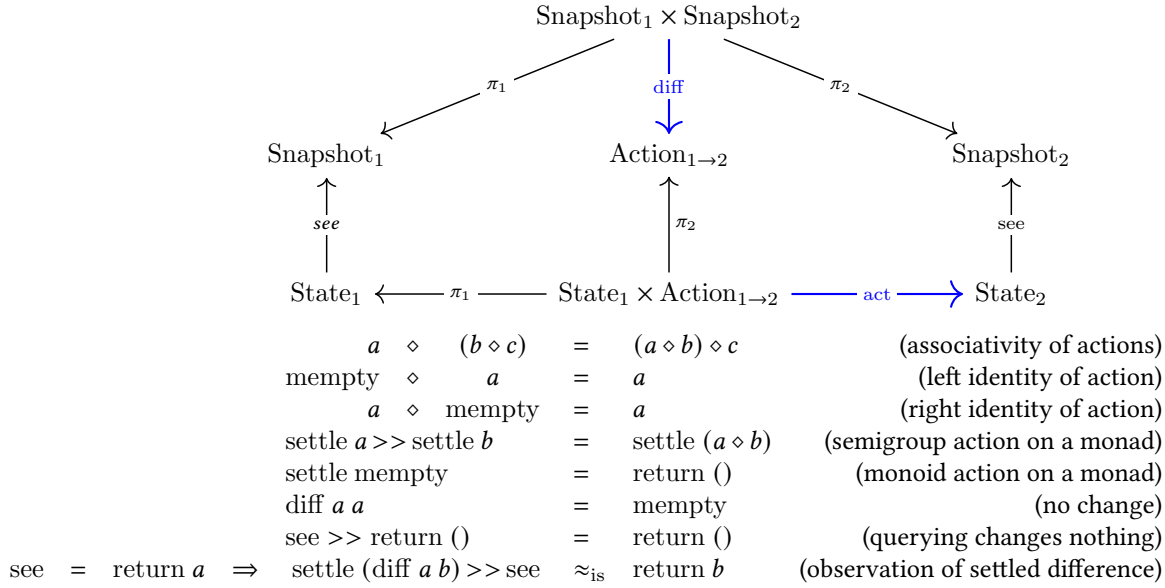 Snapshot₁ × Snapshot₂
π₁ diff π₂
Snapshot₁ Action₁→₂ Snapshot₂
see π₂ see
State₁ π₁ State₁ × Action₁→₂ act State₂
a ⋄ (b ⋄ c) = (a ⋄ b) ⋄ c (associativity of actions)
mempty ⋄ a = a (left identity of action)
a ⋄ mempty = a (right identity of action)
settle a >> settle b = settle (a ⋄ b) (semigroup action on a monad)
settle mempty = return () (monoid action on a monad)
diff a a = mempty (no change)
see >> return () = return () (querying changes nothing)
see = return a ⇒ settle (diff a b) >> see ≈is return b (observation of settled difference)